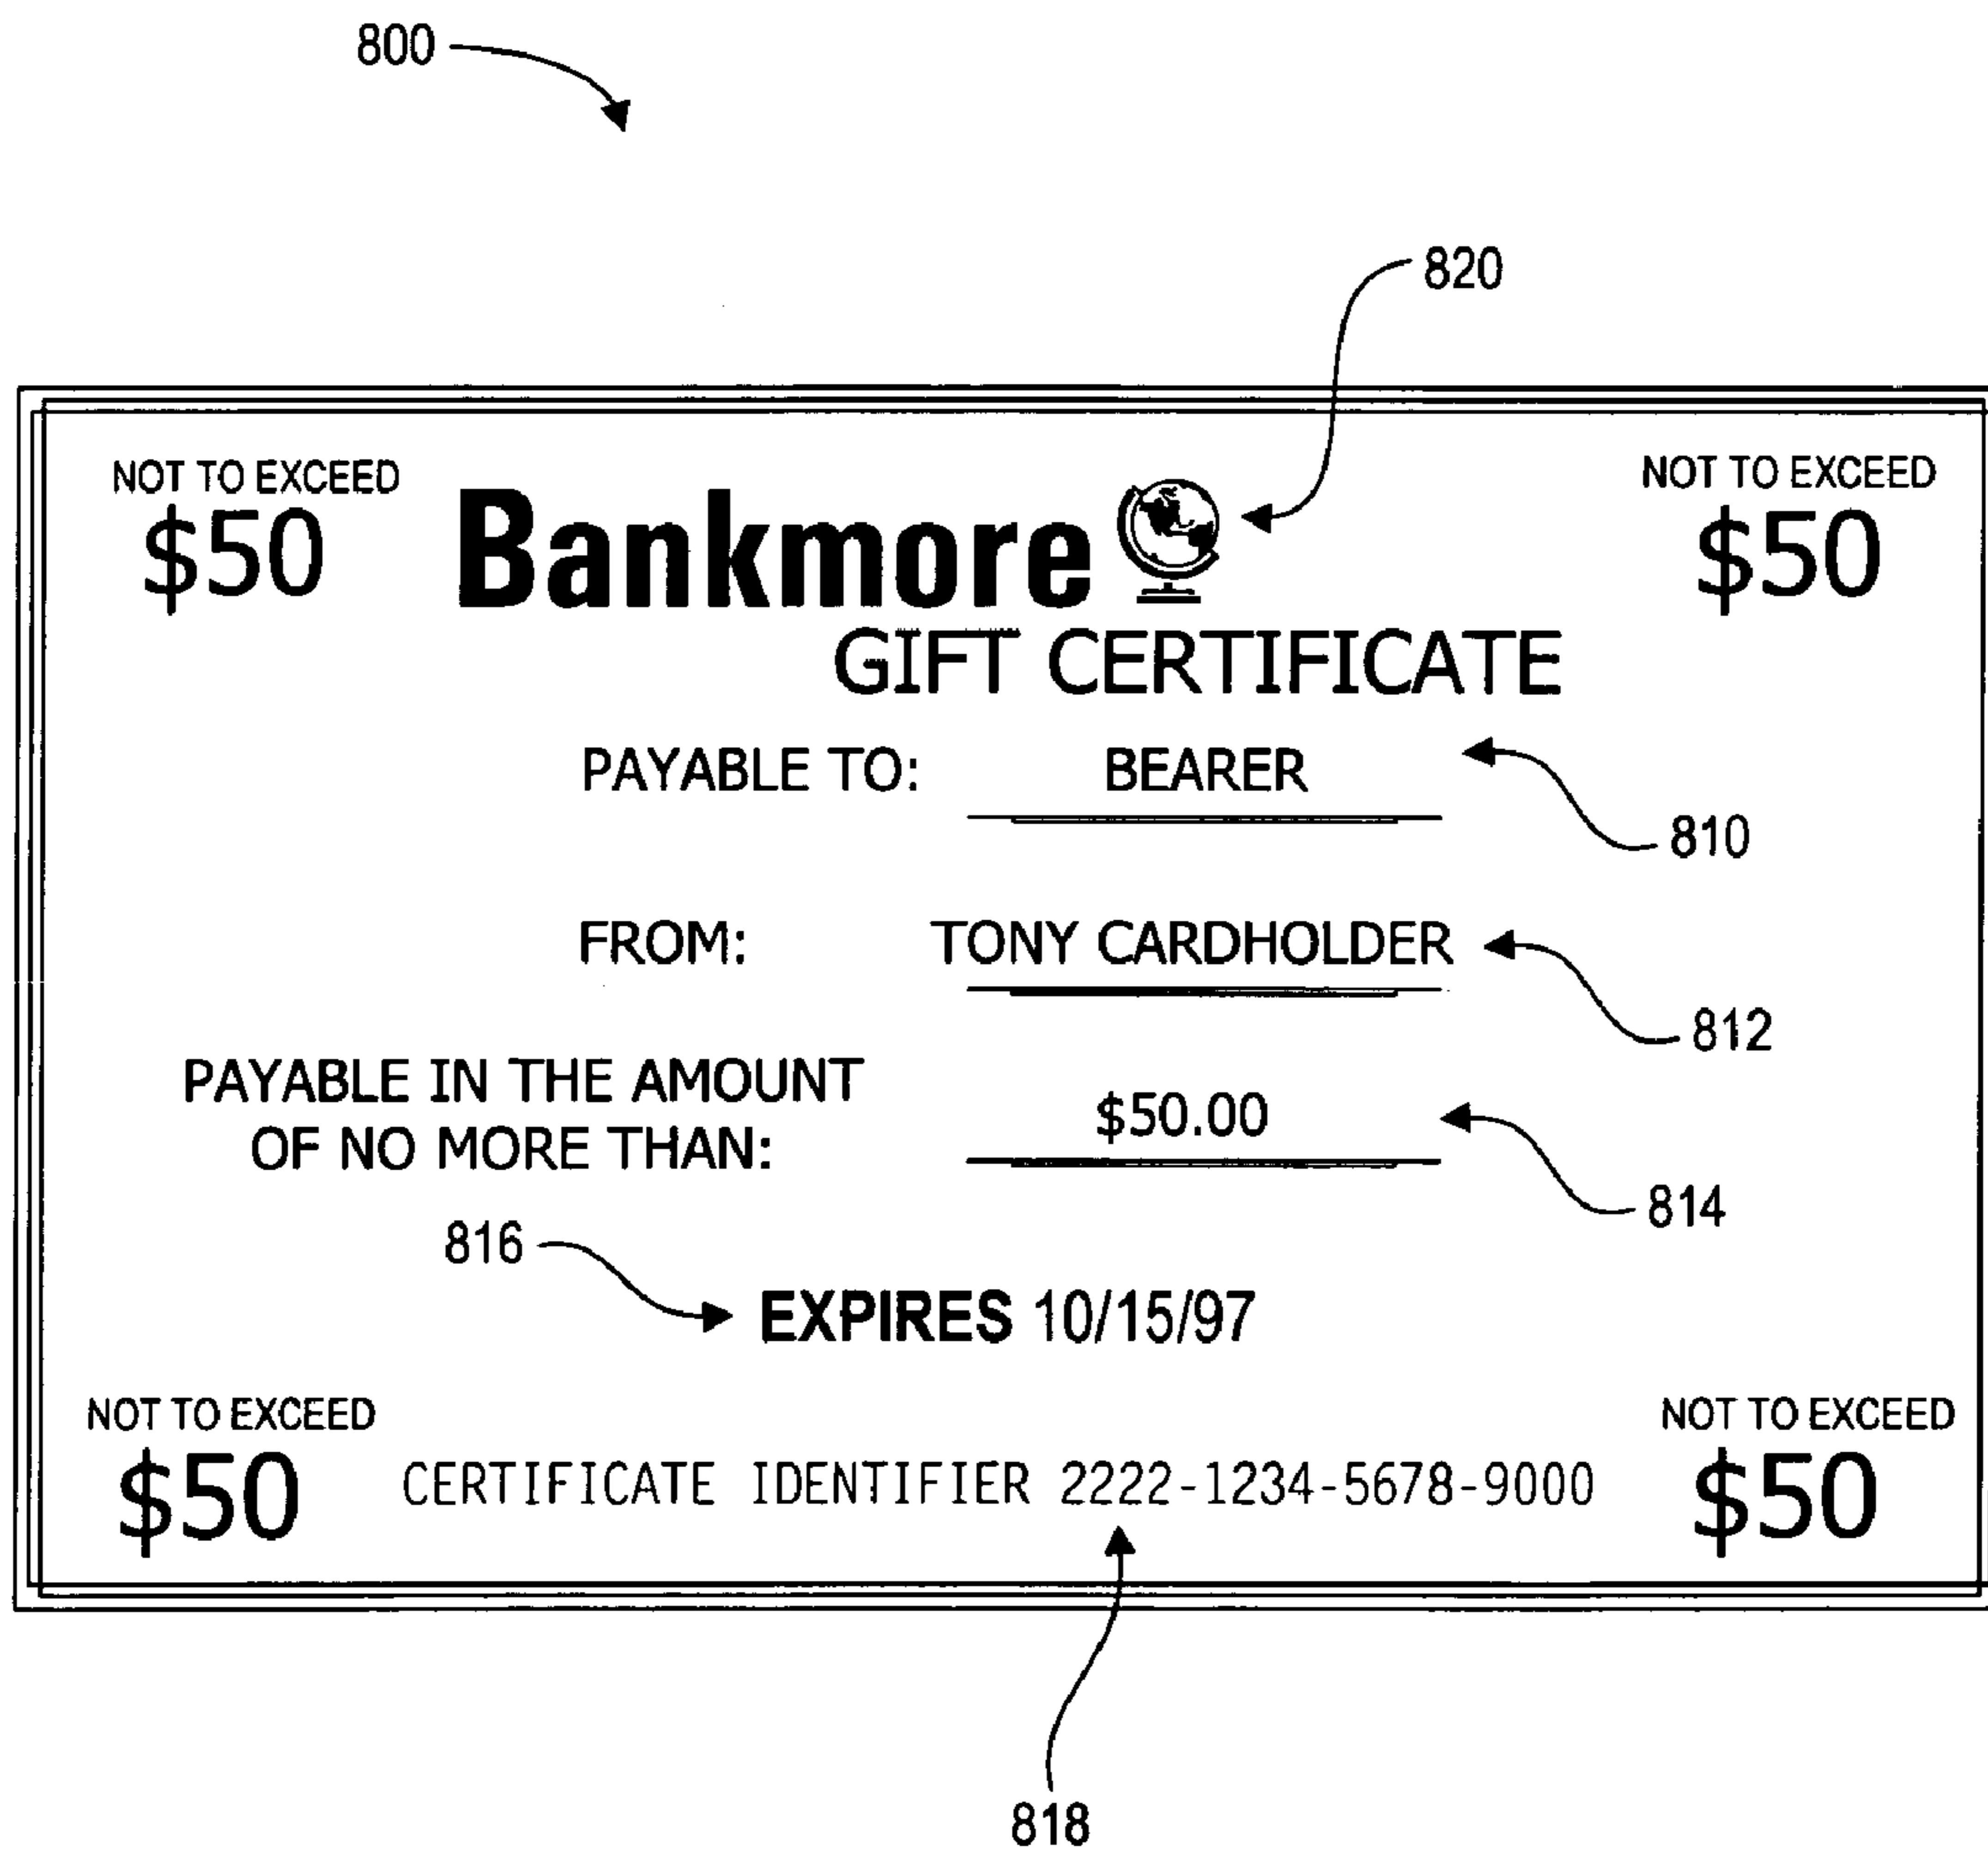 800
820
NOT TO EXCEED
$50
Bankmore
NOT TO EXCEED
$50
GIFT CERTIFICATE
PAYABLE TO: BEARER
810
FROM: TONY CARDHOLDER
812
PAYABLE IN THE AMOUNT
OF NO MORE THAN:
$50.00
814
816
EXPIRES 10/15/97
NOT TO EXCEED
$50
CERTIFICATE IDENTIFIER 2222-1234-5678-9000
NOT TO EXCEED
$50
818